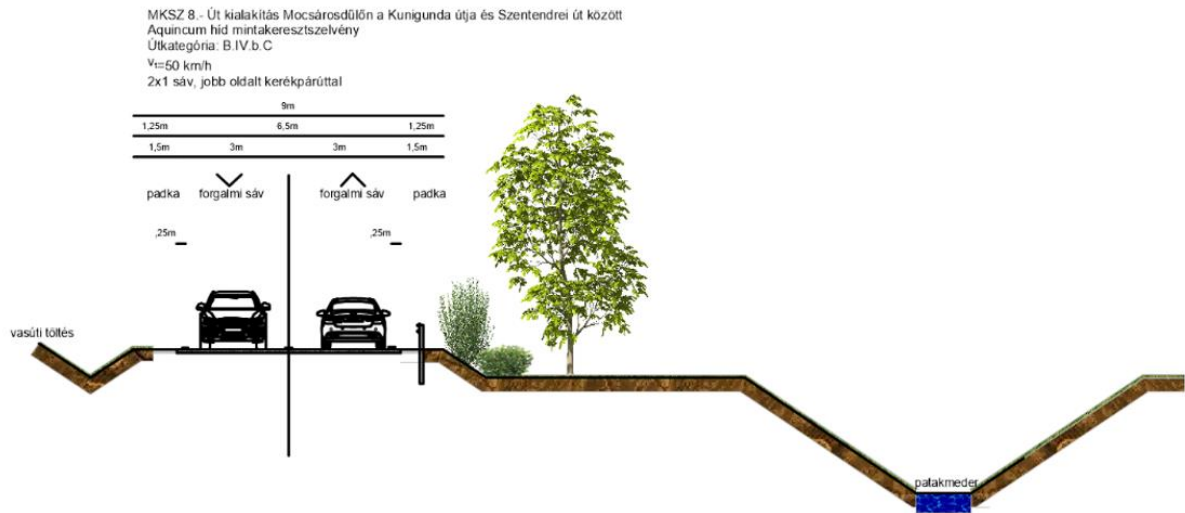 MKSZ 8.- Út kialakítás Mocsárosdűlőn a Kunigunda útja és Szentendrei út között
Aquincum híd mintakeresztszelvény
Útkategória: B.IV.b.C
Vt=50 km/h
2x1 sáv, jobb oldalt kerékpárúttal
9m
1,25m 6,5m 1,25m
1,5m 3m 3m 1,5m
padka forgalmi sáv forgalmi sáv padka
,25m ,25m
vasúti töltés
patakmeder